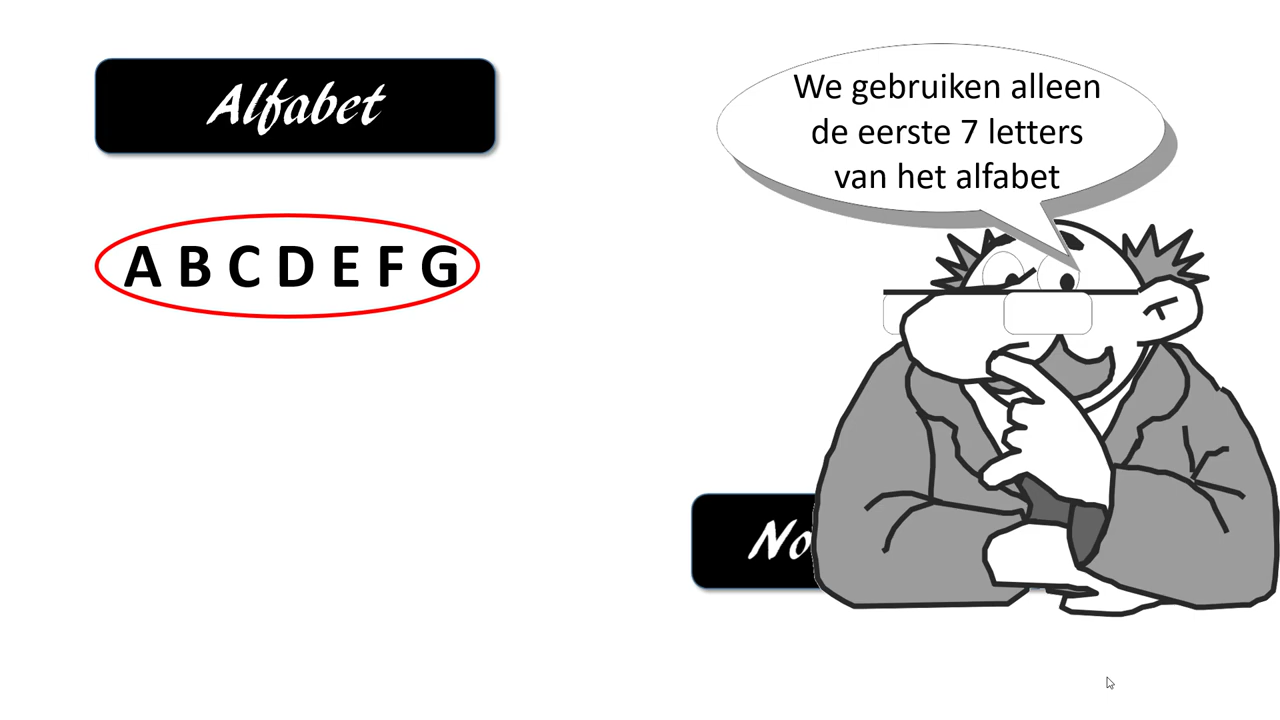 Alfabet
A B C D E F G
We gebruiken alleen
de eerste 7 letters
van het alfabet